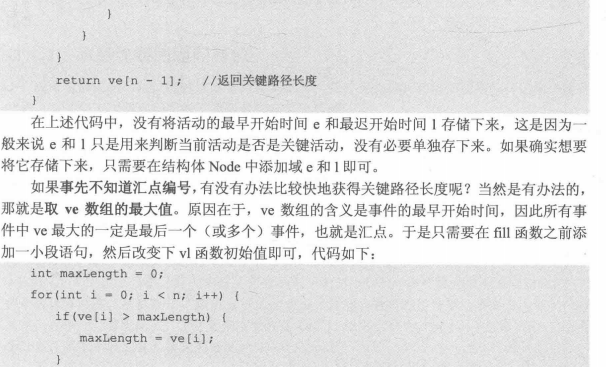 }
}
}
return ve[n - 1]; //返回关键路径长度
}
在上述代码中，没有将活动的最早开始时间 e 和最迟开始时间 l 存储下来，这是因为一
般来说 e 和 l 只是用来判断当前活动是否是关键活动，没有必要单独存下来。如果确实想要
将它存储下来，只需要在结构体 Node 中添加域 e 和 l 即可。
如果事先不知道汇点编号，有没有办法比较快地获得关键路径长度呢？当然是有办法的，
那就是取 ve 数组的最大值。原因在于，ve 数组的含义是事件的最早开始时间，因此所有事
件中 ve 最大的一定是最后一个（或多个）事件，也就是汇点。于是只需要在 fill 函数之前添
加一小段语句，然后改变下 vl 函数初始值即可，代码如下：
int maxLength = 0;
for(int i = 0; i < n; i++) {
if(ve[i] > maxLength) {
maxLength = ve[i];
}